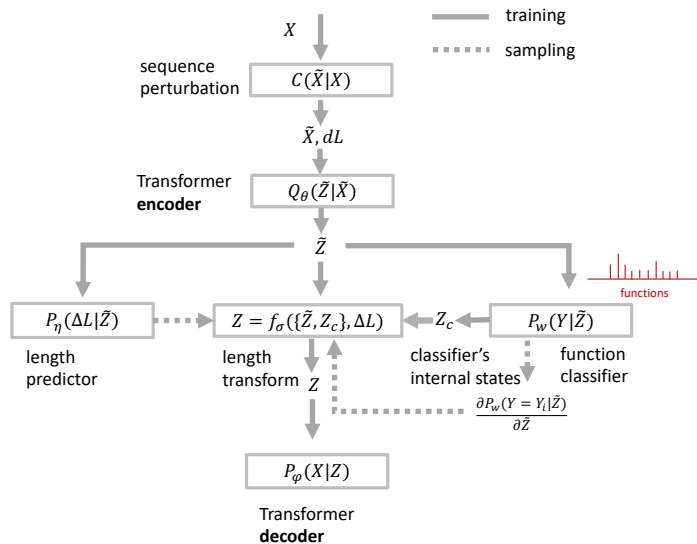 training
X
sampling
sequence
perturbation
C(X̃|X)
X̃, dL
Transformer
encoder
Q_θ(Z̃|X̃)
Z̃
functions
P_η(ΔL|Z̃)
Z = f_σ({Z̃, Z_c}, ΔL)
Z_c
P_w(Y|Z̃)
length
predictor
length
transform
classifier's
internal states
function
classifier
Z
∂P_w(Y = Y_i|Z̃)
∂Z̃
P_φ(X|Z)
Transformer
decoder